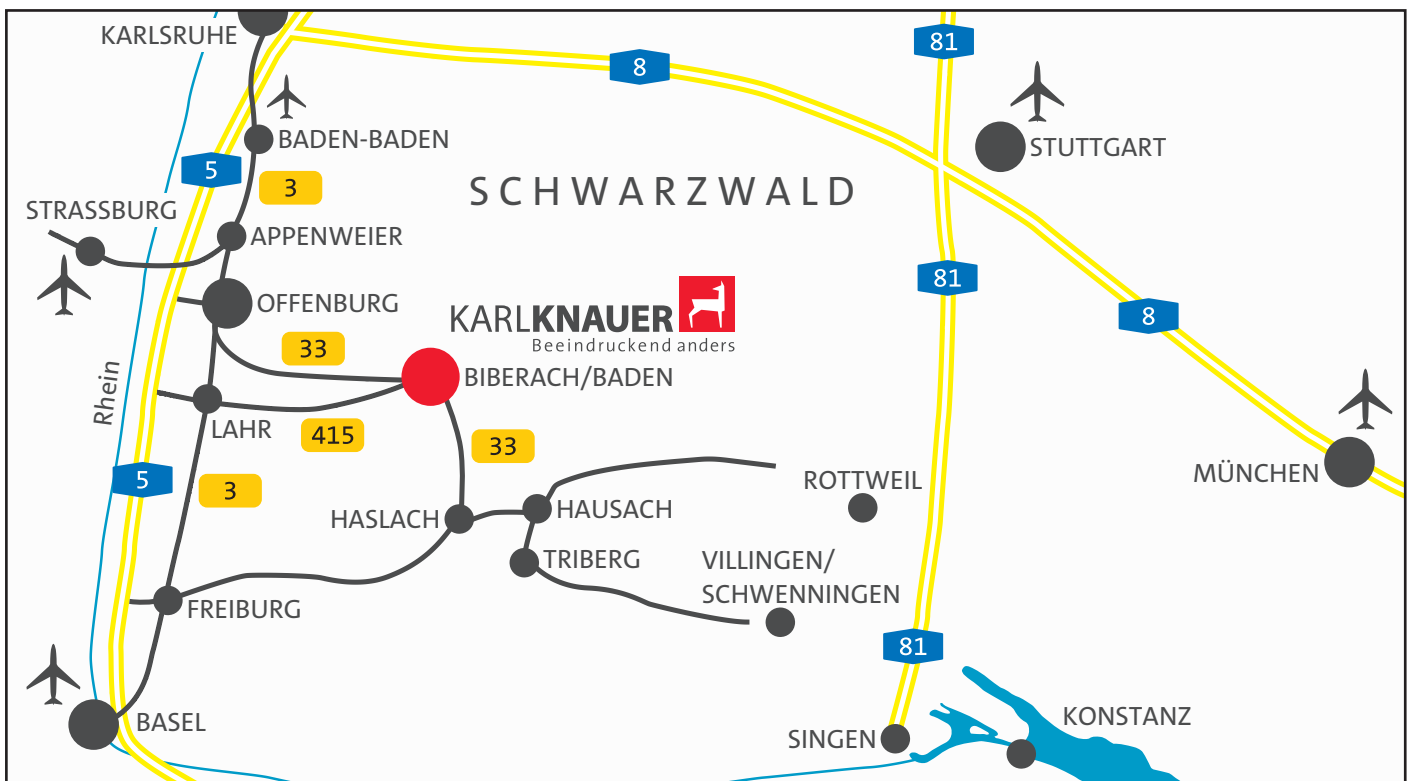 KARLSRUHE
81
8
BADEN-BADEN
STUTTGART
5
3
SCHWARZWALD
STRASSBURG
APPENWEIER
81
OFFENBURG
KARLKNAUER
8
Beeindruckend anders
33
BIBERACH/BADEN
Rhein
LAHR
415
33
MÜNCHEN
5
3
ROTTWEIL
HASLACH
HAUSACH
TRIBERG
VILLINGEN/
SCHWENNINGEN
FREIBURG
81
BASEL
KONSTANZ
SINGEN